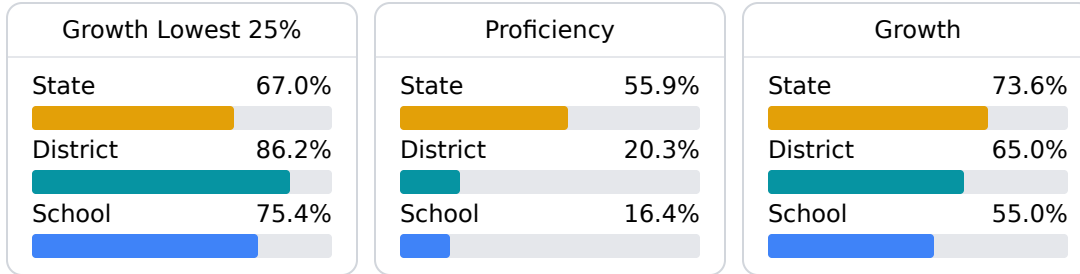 Growth Lowest 25%
State 67.0%
District 86.2%
School 75.4%
Proficiency
State 55.9%
District 20.3%
School 16.4%
Growth
State 73.6%
District 65.0%
School 55.0%